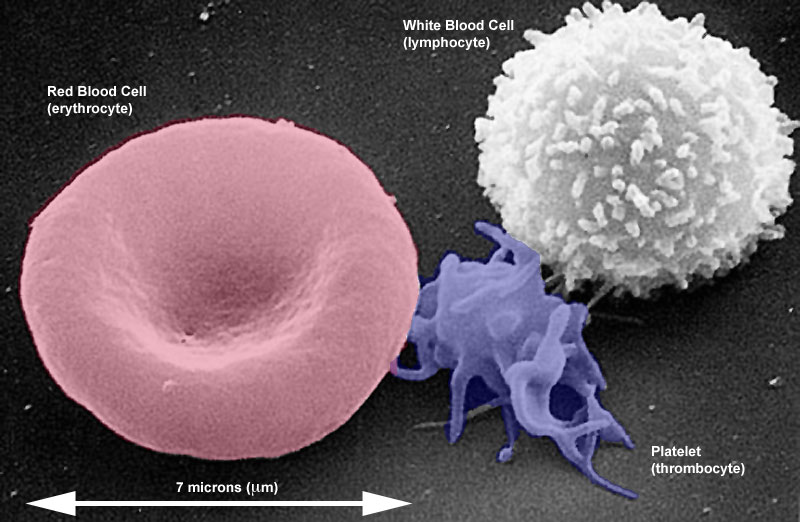 White Blood Cell
(lymphocyte)
Red Blood Cell
(erythrocyte)
Platelet
(thrombocyte)
7 microns (μm)